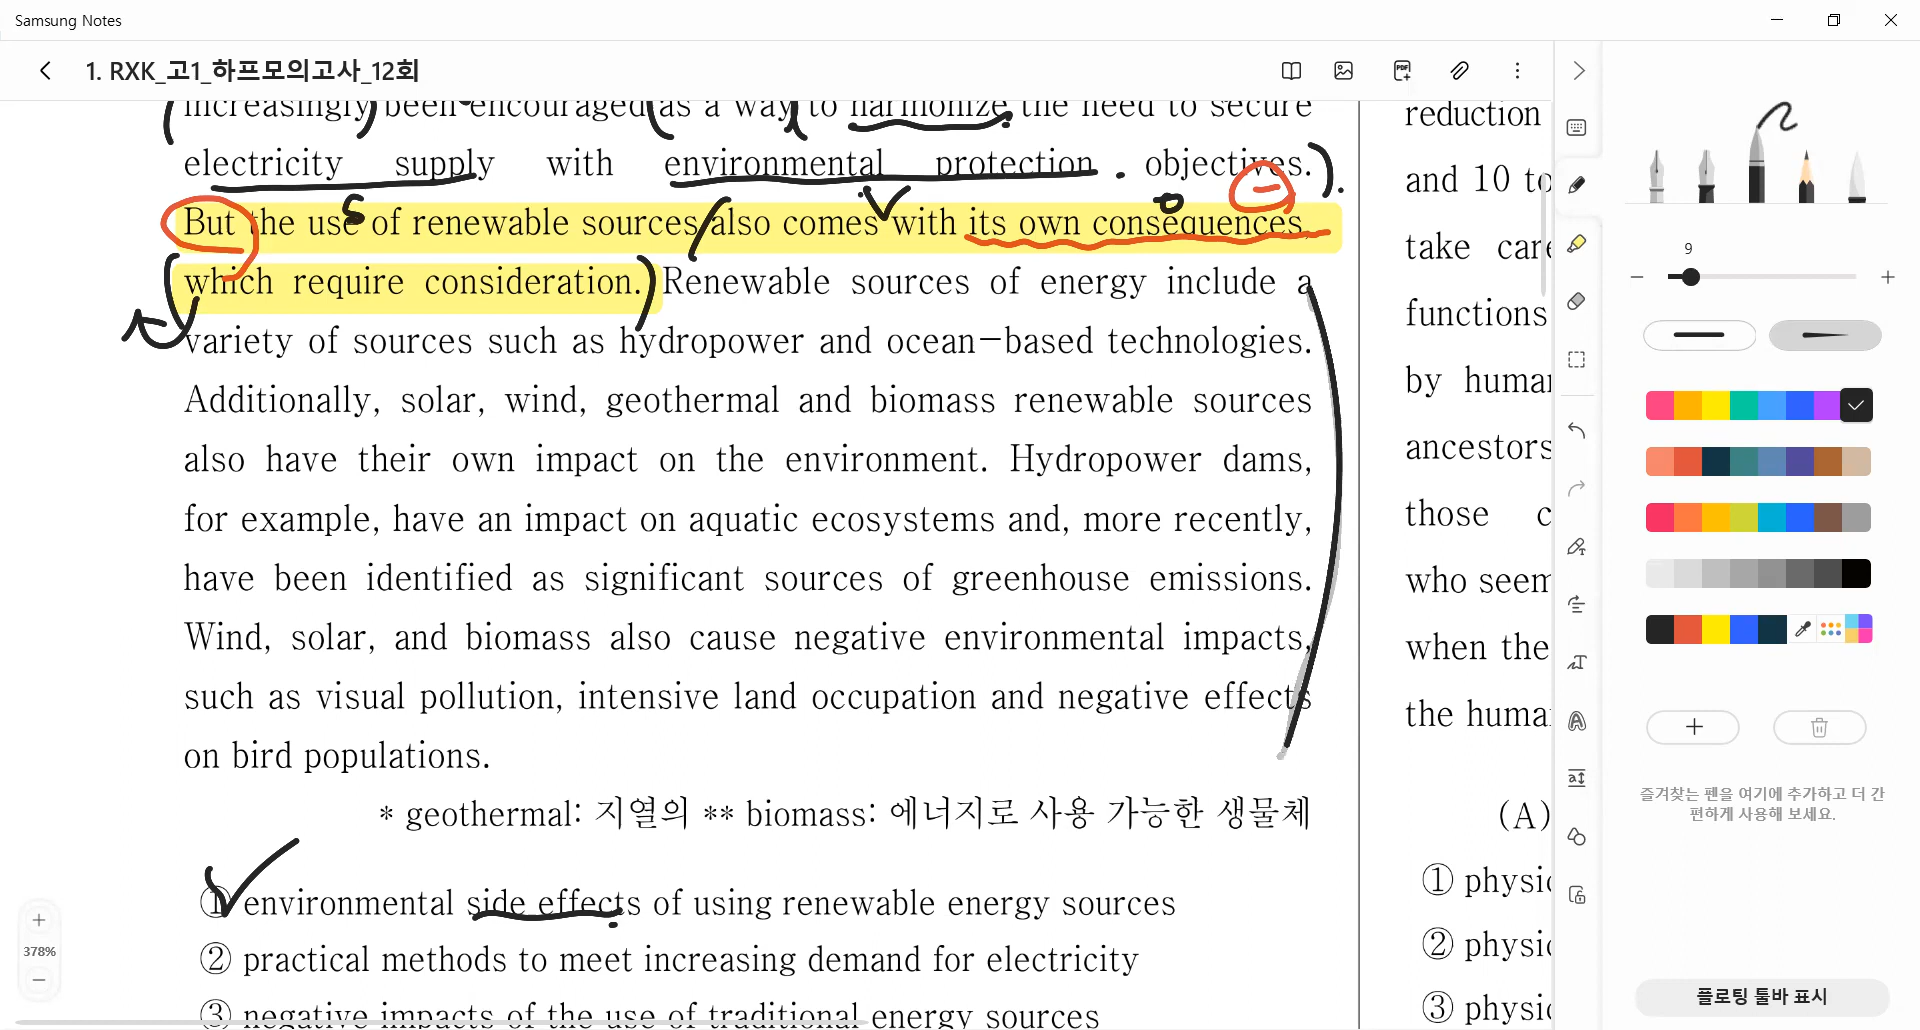 Samsung Notes
1. RXK_고1_하프모의고사_12회
increasingly been encouraged as a way to harmonize the need to secure
electricity supply with environmental protection objectives.
But the use of renewable sources also comes with its own consequences,
which require consideration. Renewable sources of energy include a
variety of sources such as hydropower and ocean-based technologies.
Additionally, solar, wind, geothermal and biomass renewable sources
also have their own impact on the environment. Hydropower dams,
for example, have an impact on aquatic ecosystems and, more recently,
have been identified as significant sources of greenhouse emissions.
Wind, solar, and biomass also cause negative environmental impacts,
such as visual pollution, intensive land occupation and negative effects
on bird populations.
* geothermal: 지열의 ** biomass: 에너지로 사용 가능한 생물체
① environmental side effects of using renewable energy sources
② practical methods to meet increasing demand for electricity
③ negative impacts of the use of traditional energy sources
S V O
378%
reduction
and 10 to
take care
functions
by human
ancestors
those c
who seem
when the
the human
(A)
① physic
② physic
③ physic
PDF
9
즐겨찾는 펜을 여기에 추가하고 더 간
편하게 사용해 보세요.
플로팅 툴바 표시